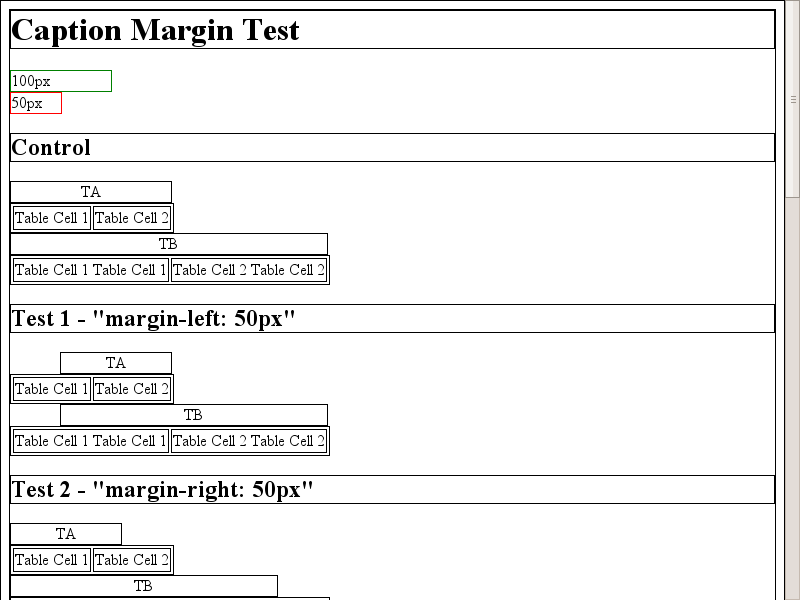 Caption Margin Test
100px
50px
Control
TA
Table Cell 1 Table Cell 2
TB
Table Cell 1 Table Cell 1 Table Cell 2 Table Cell 2
Test 1 - "margin-left: 50px"
TA
Table Cell 1 Table Cell 2
TB
Table Cell 1 Table Cell 1 Table Cell 2 Table Cell 2
Test 2 - "margin-right: 50px"
TA
Table Cell 1 Table Cell 2
TB